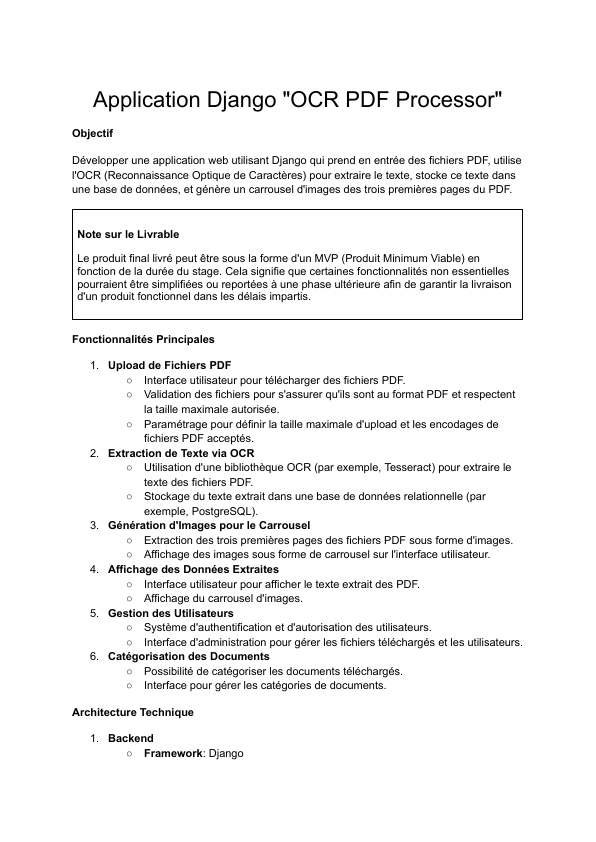 Application Django "OCR PDF Processor"
Objectif
Développer une application web utilisant Django qui prend en entrée des fichiers PDF, utilise
l'OCR (Reconnaissance Optique de Caractères) pour extraire le texte, stocke ce texte dans
une base de données, et génère un carrousel d'images des trois premières pages du PDF.
Note sur le Livrable
Le produit final livré peut être sous la forme d'un MVP (Produit Minimum Viable) en
fonction de la durée du stage. Cela signifie que certaines fonctionnalités non essentielles
pourraient être simplifiées ou reportées à une phase ultérieure afin de garantir la livraison
d'un produit fonctionnel dans les délais impartis.
Fonctionnalités Principales
1. Upload de Fichiers PDF
○ Interface utilisateur pour télécharger des fichiers PDF.
○ Validation des fichiers pour s'assurer qu'ils sont au format PDF et respectent
la taille maximale autorisée.
○ Paramétrage pour définir la taille maximale d'upload et les encodages de
fichiers PDF acceptés.
2. Extraction de Texte via OCR
○ Utilisation d'une bibliothèque OCR (par exemple, Tesseract) pour extraire le
texte des fichiers PDF.
○ Stockage du texte extrait dans une base de données relationnelle (par
exemple, PostgreSQL).
3. Génération d'Images pour le Carrousel
○ Extraction des trois premières pages des fichiers PDF sous forme d'images.
○ Affichage des images sous forme de carrousel sur l'interface utilisateur.
4. Affichage des Données Extraites
○ Interface utilisateur pour afficher le texte extrait des PDF.
○ Affichage du carrousel d'images.
5. Gestion des Utilisateurs
○ Système d'authentification et d'autorisation des utilisateurs.
○ Interface d'administration pour gérer les fichiers téléchargés et les utilisateurs.
6. Catégorisation des Documents
○ Possibilité de catégoriser les documents téléchargés.
○ Interface pour gérer les catégories de documents.
Architecture Technique
1. Backend
○ Framework: Django